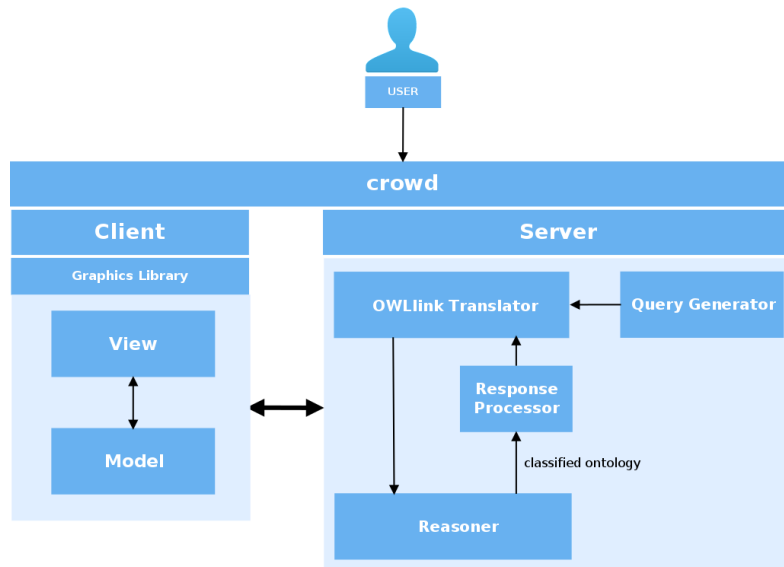 USER
crowd
Client
Server
Graphics Library
View
Model
OWLlink Translator
Query Generator
Response
Processor
classified ontology
Reasoner